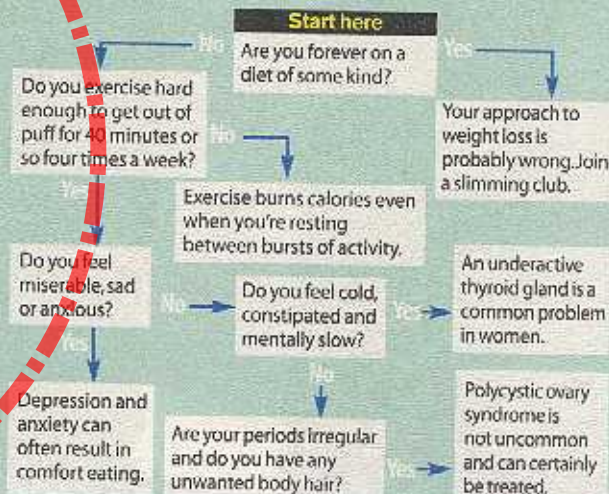 Start here
Are you forever on a
diet of some kind?
No
Yes
Do you exercise hard
enough to get out of
puff for 40 minutes or
so four times a week?
No
Yes
Your approach to
weight loss is
probably wrong. Join
a slimming club.
Exercise burns calories even
when you're resting
between bursts of activity.
Do you feel
miserable, sad
or anxious?
No
Yes
Do you feel cold,
constipated and
mentally slow?
Yes
No
An underactive
thyroid gland is a
common problem
in women.
Depression and
anxiety can
often result in
comfort eating.
Are your periods irregular
and do you have any
unwanted body hair?
Yes
Polycystic ovary
syndrome is
not uncommon
and can certainly
be treated.